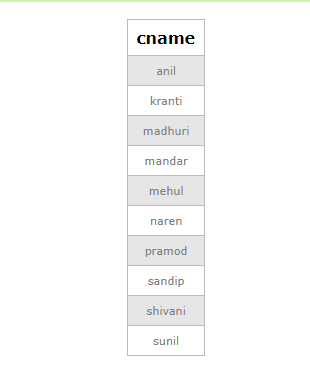 cname
anil
kranti
madhuri
mandar
mehul
naren
pramod
sandip
shivani
sunil